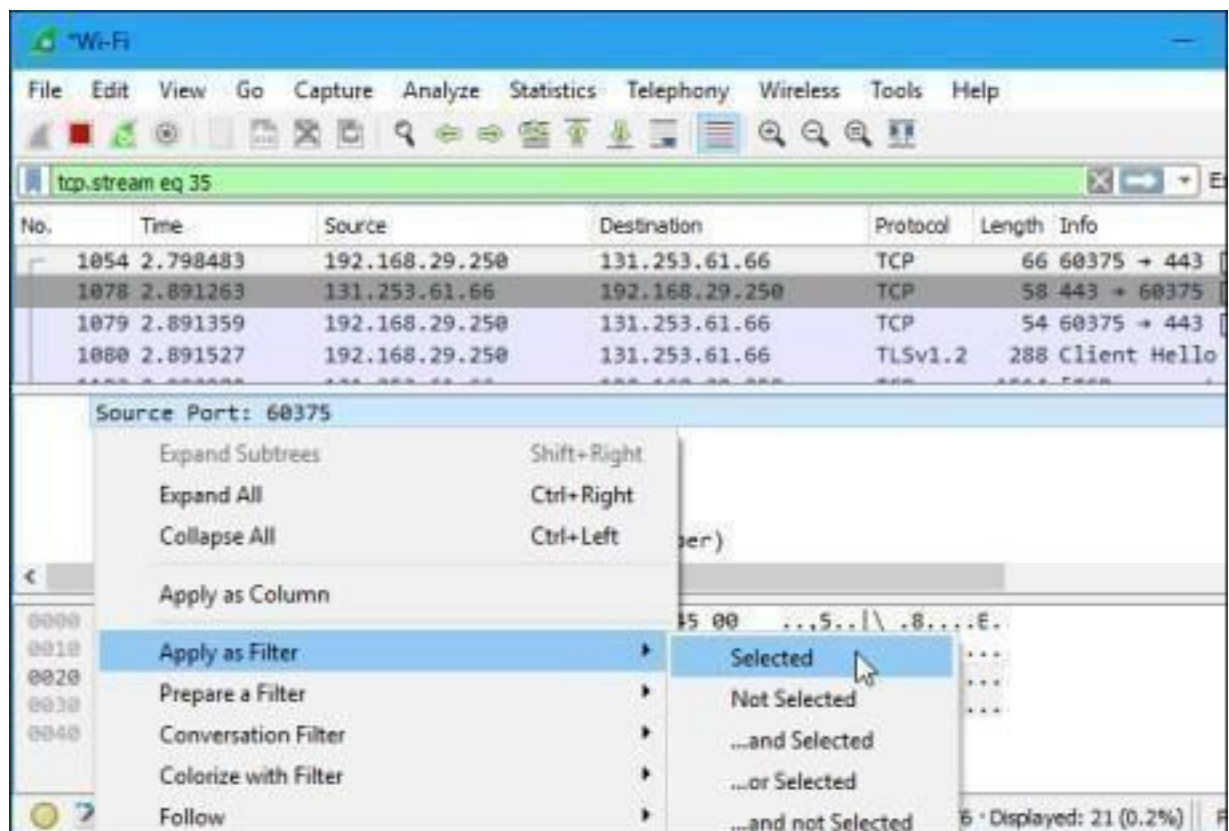 *Wi-Fi
File Edit View Go Capture Analyze Statistics Telephony Wireless Tools Help
tcp.stream eq 35
No. Time Source Destination Protocol Length Info
1054 2.798483 192.168.29.250 131.253.61.66 TCP 66 60375 → 443 [
1078 2.891263 131.253.61.66 192.168.29.250 TCP 58 443 → 60375 [
1079 2.891359 192.168.29.250 131.253.61.66 TCP 54 60375 → 443 [
1080 2.891527 192.168.29.250 131.253.61.66 TLSv1.2 288 Client Hello
Source Port: 60375
Expand Subtrees Shift+Right
Expand All Ctrl+Right
Collapse All Ctrl+Left
ber)
Apply as Column
0000 45 00 ..,5..|\ .8....E.
0010 ...
0020 ...
0030 ...
0040
Apply as Filter
Prepare a Filter
Conversation Filter
Colorize with Filter
Follow
Selected
Not Selected
...and Selected
...or Selected
...and not Selected
6 · Displayed: 21 (0.2%)